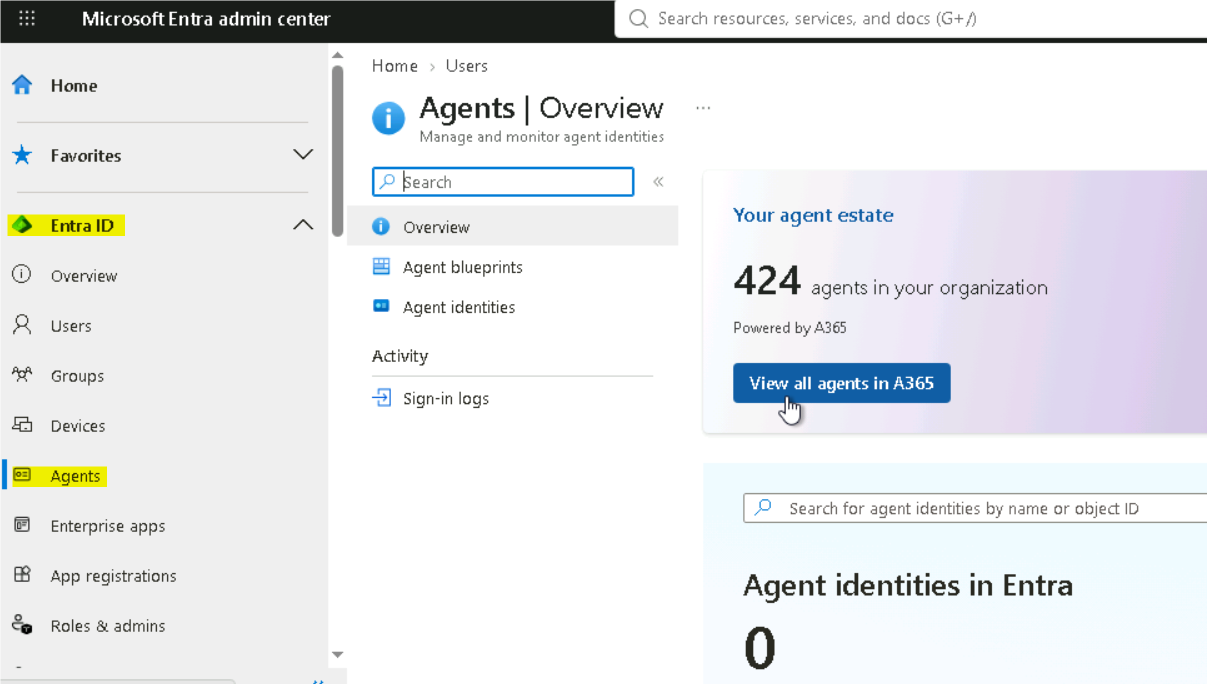 Microsoft Entra admin center
Search resources, services, and docs (G+/)
Home
Favorites
Entra ID
Overview
Users
Groups
Devices
Agents
Enterprise apps
App registrations
Roles & admins
Home › Users
Agents | Overview
Manage and monitor agent identities
Search
Overview
Agent blueprints
Agent identities
Activity
Sign-in logs
Your agent estate
424 agents in your organization
Powered by A365
View all agents in A365
Search for agent identities by name or object ID
Agent identities in Entra
0